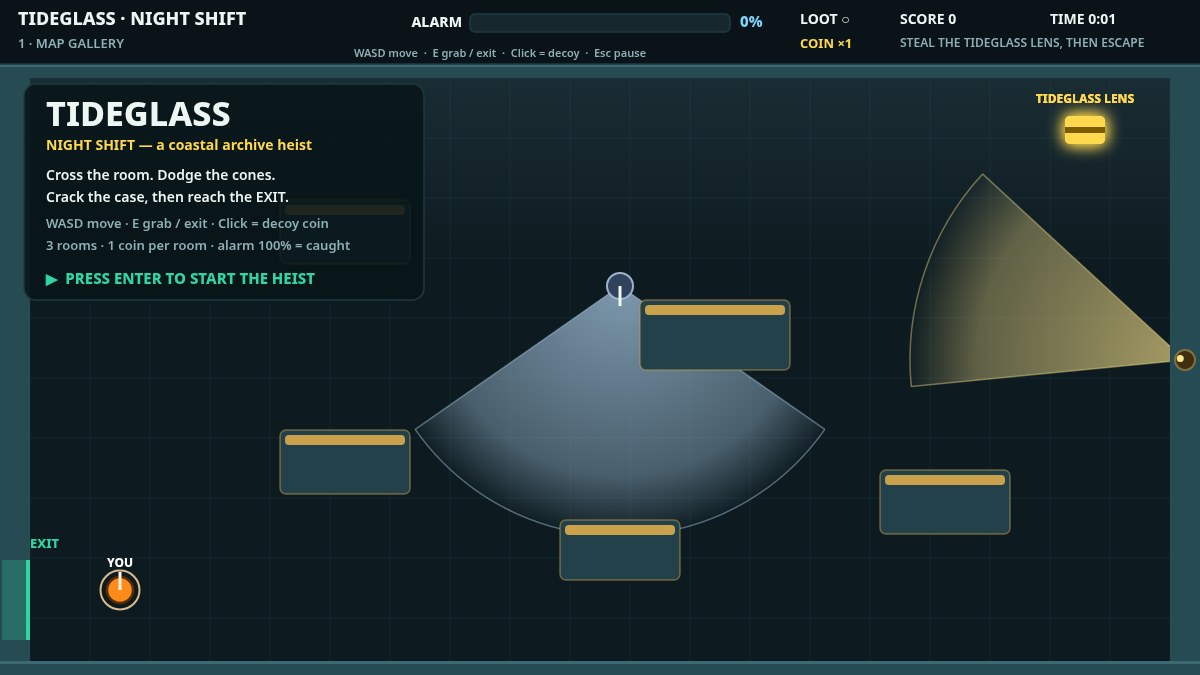 TIDEGLASS · NIGHT SHIFT
1 · MAP GALLERY
ALARM 0%
WASD move · E grab / exit · Click = decoy · Esc pause
LOOT ○
COIN ×1
SCORE 0
TIME 0:01
STEAL THE TIDEGLASS LENS, THEN ESCAPE
TIDEGLASS
NIGHT SHIFT — a coastal archive heist
Cross the room. Dodge the cones.
Crack the case, then reach the EXIT.
WASD move · E grab / exit · Click = decoy coin
3 rooms · 1 coin per room · alarm 100% = caught
▶ PRESS ENTER TO START THE HEIST
TIDEGLASS LENS
EXIT
YOU